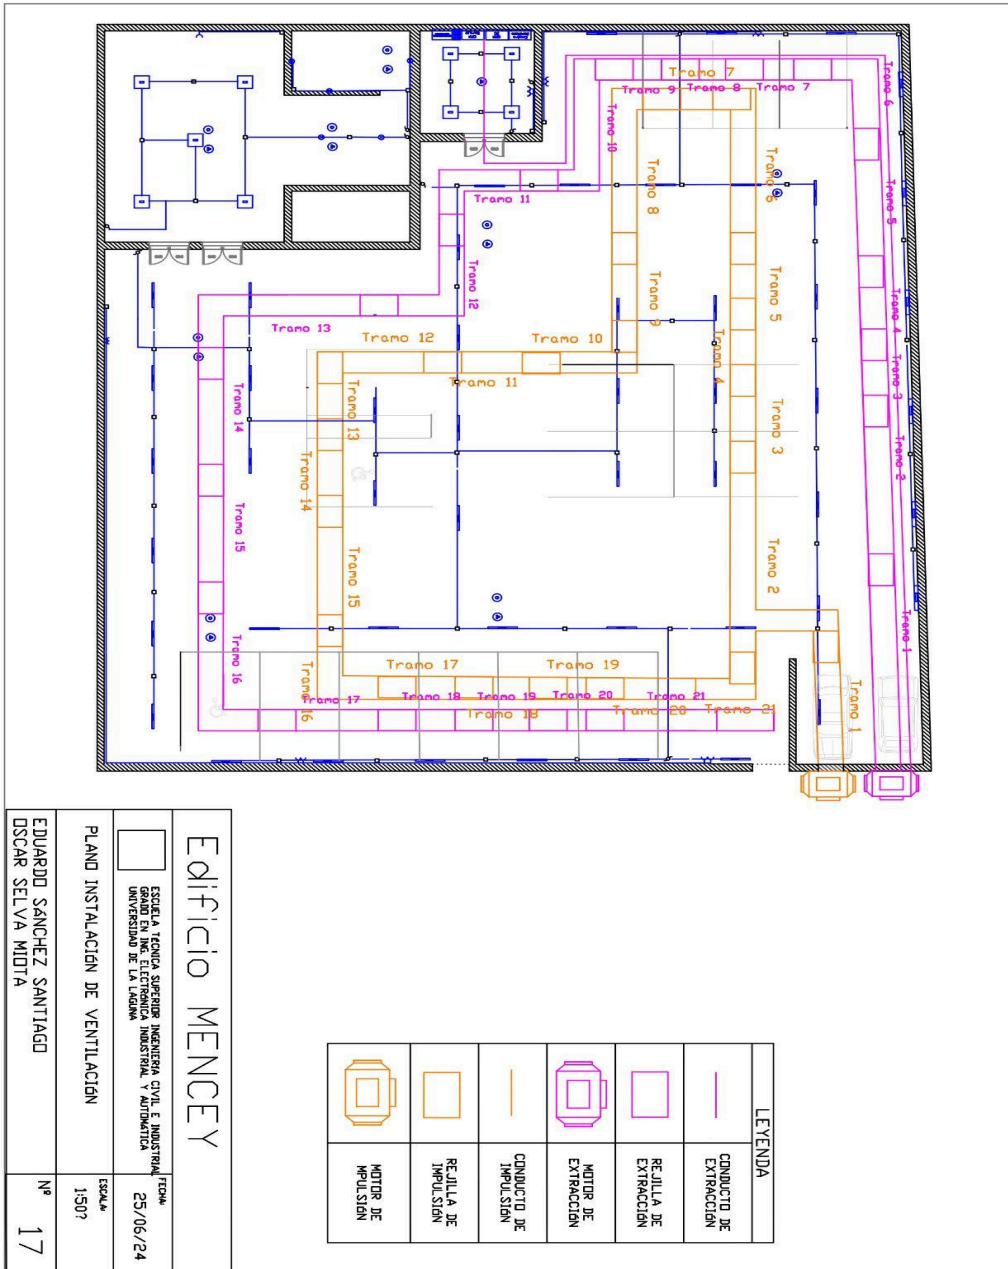 Tramo 7
Tramo 9
Tramo 8
Tramo 7
Tramo 6
Tramo 10
Tramo 6
Tramo 8
Tramo 11
Tramo 5
Tramo 12
Tramo 9
Tramo 5
Tramo 4
Tramo 13
Tramo 12
Tramo 10
Tramo 4
Tramo 3
Tramo 11
Tramo 14
Tramo 13
Tramo 3
Tramo 2
Tramo 14
Tramo 15
Tramo 15
Tramo 2
Tramo 1
Tramo 16
Tramo 16
Tramo 17
Tramo 19
Tramo 17
Tramo 18
Tramo 19
Tramo 20
Tramo 21
Tramo 18
Tramo 20
Tramo 21
Tramo 1
LEYENDA
CONDUCTO DE
EXTRACCIÓN
REJILLA DE
EXTRACCIÓN
MOTOR DE
EXTRACCIÓN
CONDUCTO DE
IMPULSIÓN
REJILLA DE
IMPULSIÓN
MOTOR DE
MPULSIÓN
Edificio MENCEY
ESCUELA TÉCNICA SUPERIOR INGENIERIA CIVIL E INDUSTRIAL
GRADO EN ING. ELECTRÓNICA INDUSTRIAL Y AUTOMÁTICA
UNIVERSIDAD DE LA LAGUNA
FECHA:
25/06/24
PLANO INSTALACIÓN DE VENTILACIÓN
ESCALA:
1:50?
EDUARDO SÁNCHEZ SANTIAGO
OSCAR SELVA MIOTA
Nº
17